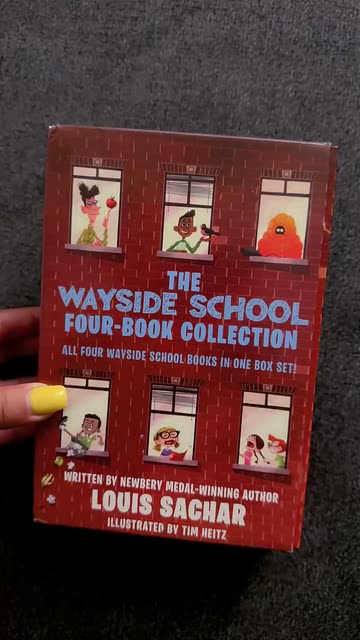 THE
WAYSIDE SCHOOL
FOUR-BOOK COLLECTION
ALL FOUR WAYSIDE SCHOOL BOOKS IN ONE BOX SET!
WRITTEN BY NEWBERY MEDAL-WINNING AUTHOR
LOUIS SACHAR
ILLUSTRATED BY TIM HEITZ